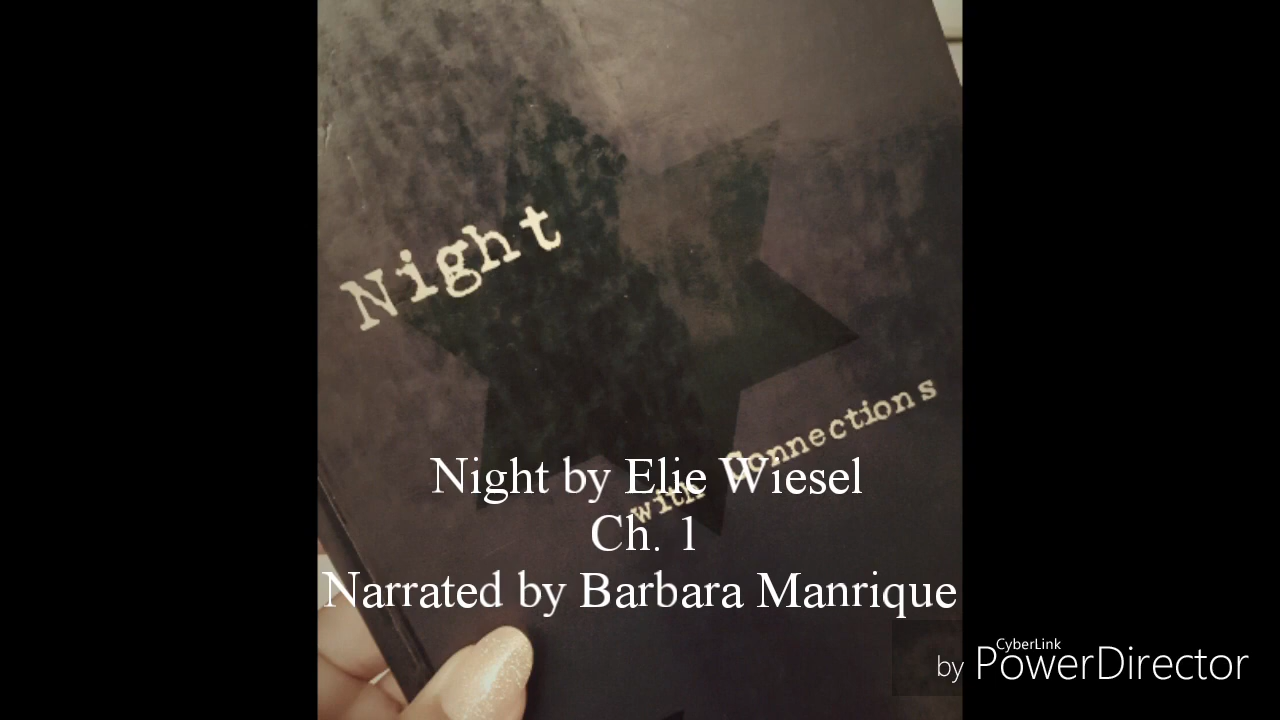 Night
with Connections
Night by Elie Wiesel
Ch. 1
Narrated by Barbara Manrique
CyberLink
by PowerDirector